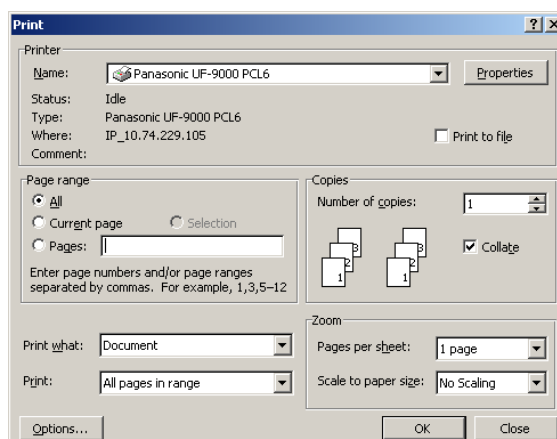 Print
Printer
Name: Panasonic UF-9000 PCL6 Properties
Status: Idle
Type: Panasonic UF-9000 PCL6
Where: IP_10.74.229.105 Print to file
Comment:
Page range
All
Current page Selection
Pages:
Enter page numbers and/or page ranges
separated by commas. For example, 1,3,5–12
Copies
Number of copies: 1
3 3
2 2
1 1
Collate
Print what: Document
Print: All pages in range
Zoom
Pages per sheet: 1 page
Scale to paper size: No Scaling
Options... OK Close